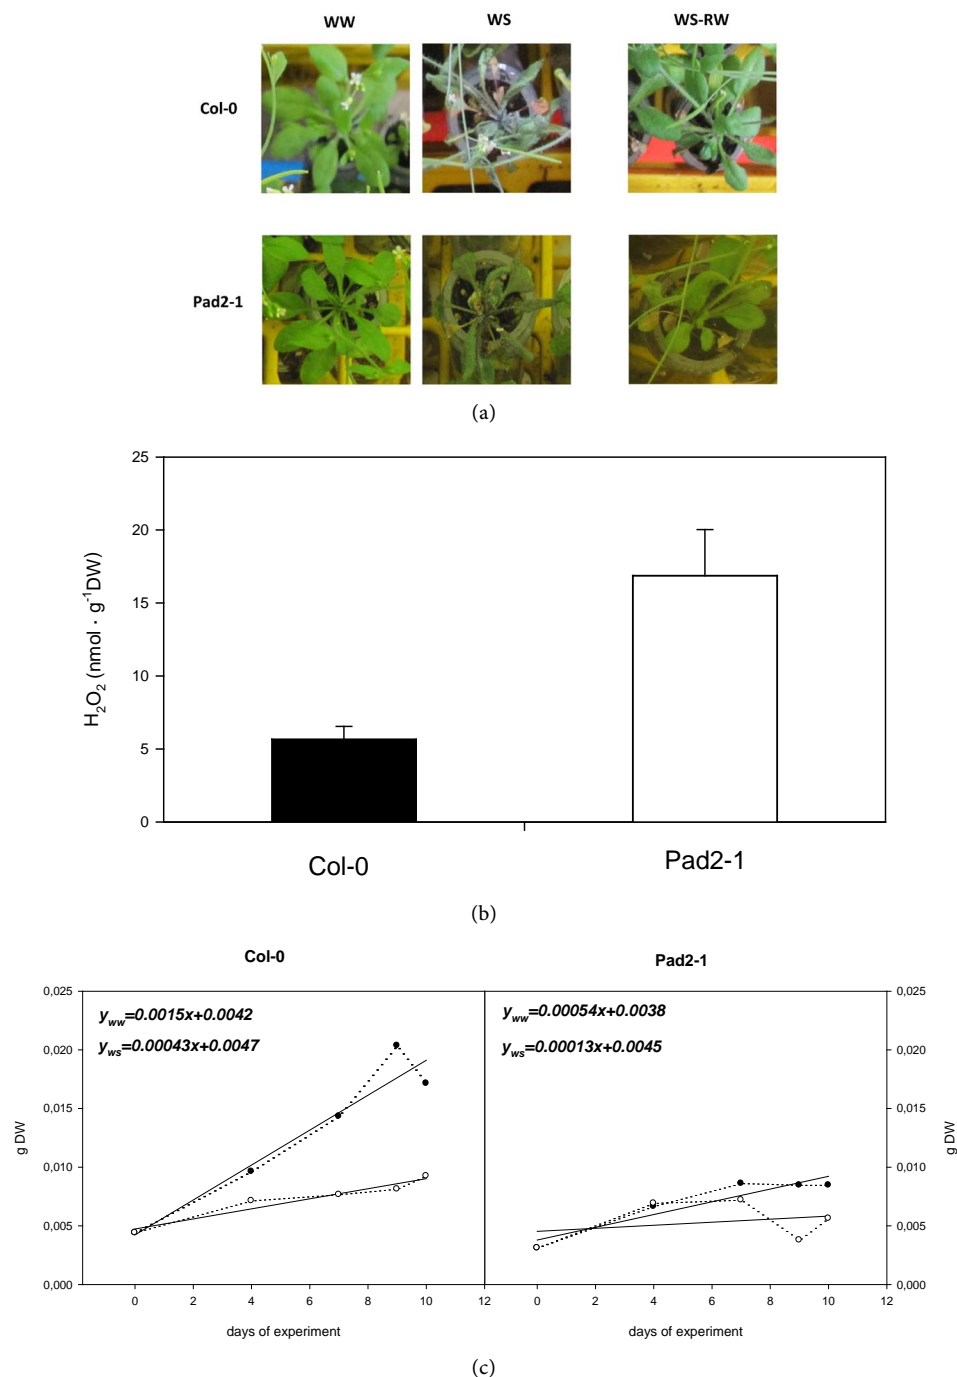 WW WS WS-RW
Col-0
Pad2-1
(a)
25
20
15
10
5
0
H₂O₂ (nmol · g⁻¹DW)
Col-0 Pad2-1
(b)
Col-0 Pad2-1
0,025
0,020
0,015
0,010
0,005
0,000
g DW
y_ww=0.0015x+0.0042
y_ws=0.00043x+0.0047
0 2 4 6 8 10 12
days of experiment
y_ww=0.00054x+0.0038
y_ws=0.00013x+0.0045
0,025
0,020
0,015
0,010
0,005
0,000
g DW
0 2 4 6 8 10 12
days of experiment
(c)